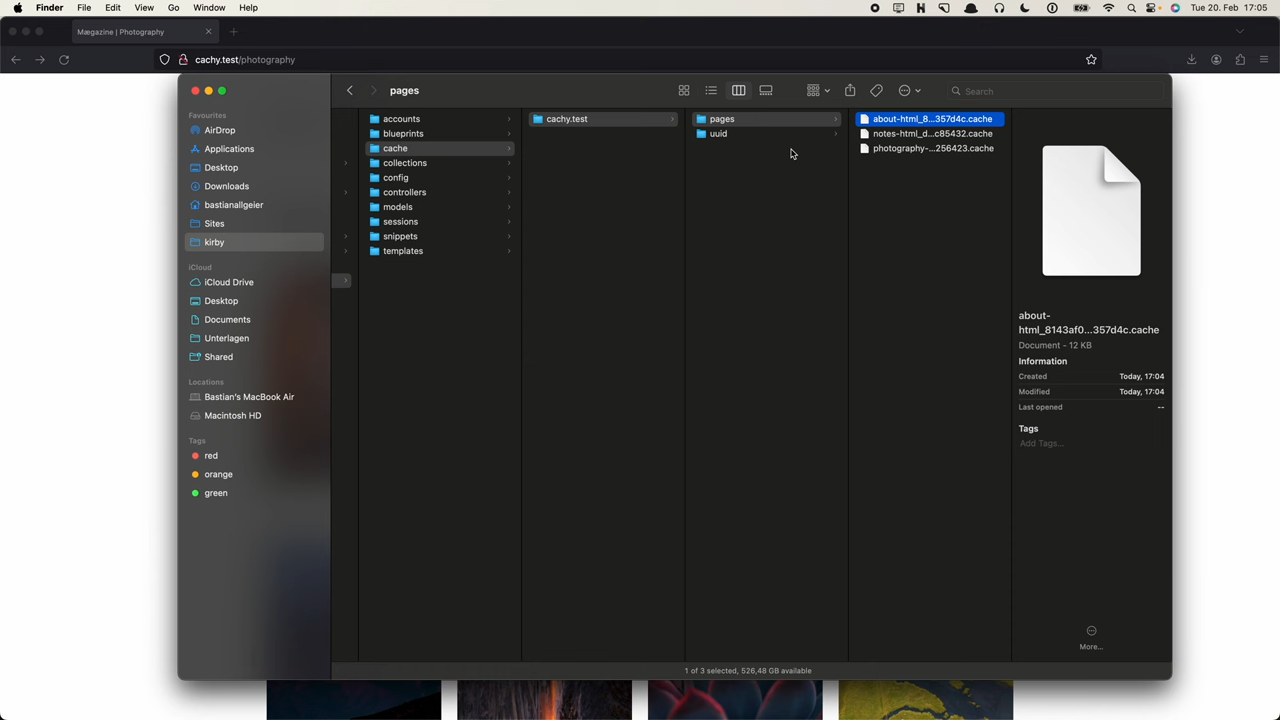 Finder File Edit View Go Window Help
Tue 20. Feb 17:05
Mægazine | Photography
cachy.test/photography
pages
Search
Favourites
AirDrop
Applications
Desktop
Downloads
bastianallgeier
Sites
kirby
iCloud
iCloud Drive
Desktop
Documents
Unterlagen
Shared
Locations
Bastian's MacBook Air
Macintosh HD
Tags
red
orange
green
accounts
blueprints
cache
collections
config
controllers
models
sessions
snippets
templates
cachy.test
pages
uuid
about-html_8...357d4c.cache
notes-html_d...c85432.cache
photography-...256423.cache
about-
html_8143af0...357d4c.cache
Document - 12 KB
Information
Created Today, 17:04
Modified Today, 17:04
Last opened --
Tags
Add Tags...
More...
1 of 3 selected, 526,48 GB available